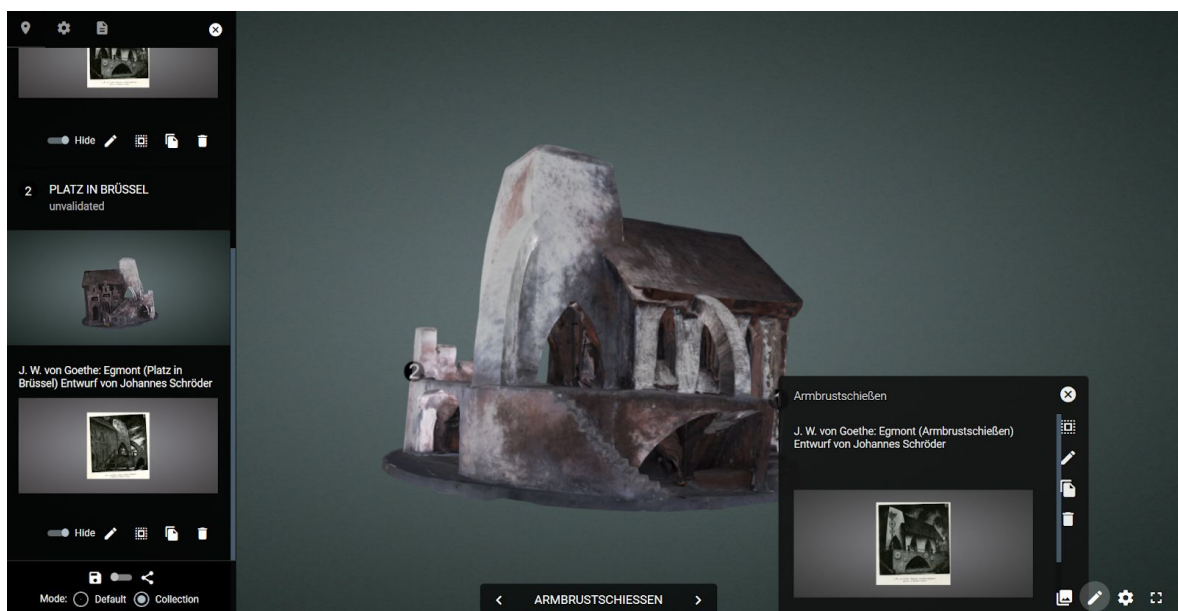 Hide
2 PLATZ IN BRÜSSEL
unvalidated
J. W. von Goethe: Egmont (Platz in
Brüssel) Entwurf von Johannes Schröder
Hide
Mode: Default Collection
2
1
Armbrustschießen
J. W. von Goethe: Egmont (Armbrustschießen)
Entwurf von Johannes Schröder
ARMBRUSTSCHIESSEN